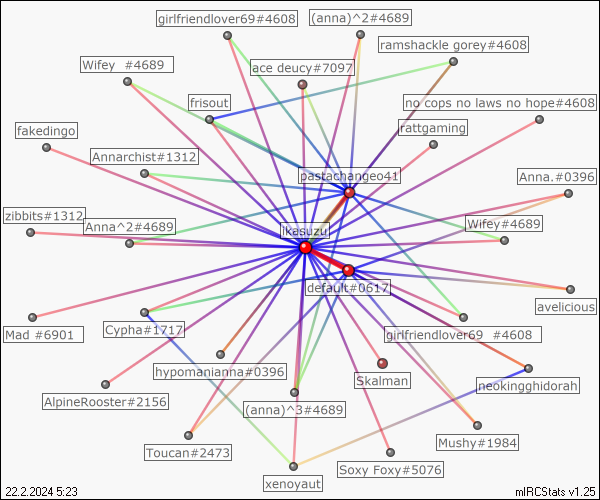 girlfriendlover69#4608
(anna)^2#4689
ramshackle gorey#4608
Wifey  #4689
ace deucy#7097
frisout
no cops no laws no hope#4608
fakedingo
rattgaming
Annarchist#1312
pastachangeo41
Anna.#0396
zibbits#1312
Anna^2#4689
ikasuzu
Wifey#4689
default#0617
avelicious
Mad #6901
Cypha#1717
girlfriendlover69  #4608
hypomanianna#0396
Skalman
neokingghidorah
AlpineRooster#2156
(anna)^3#4689
Toucan#2473
Mushy#1984
Soxy Foxy#5076
xenoyaut
22.2.2024 5:23
mIRCStats v1.25